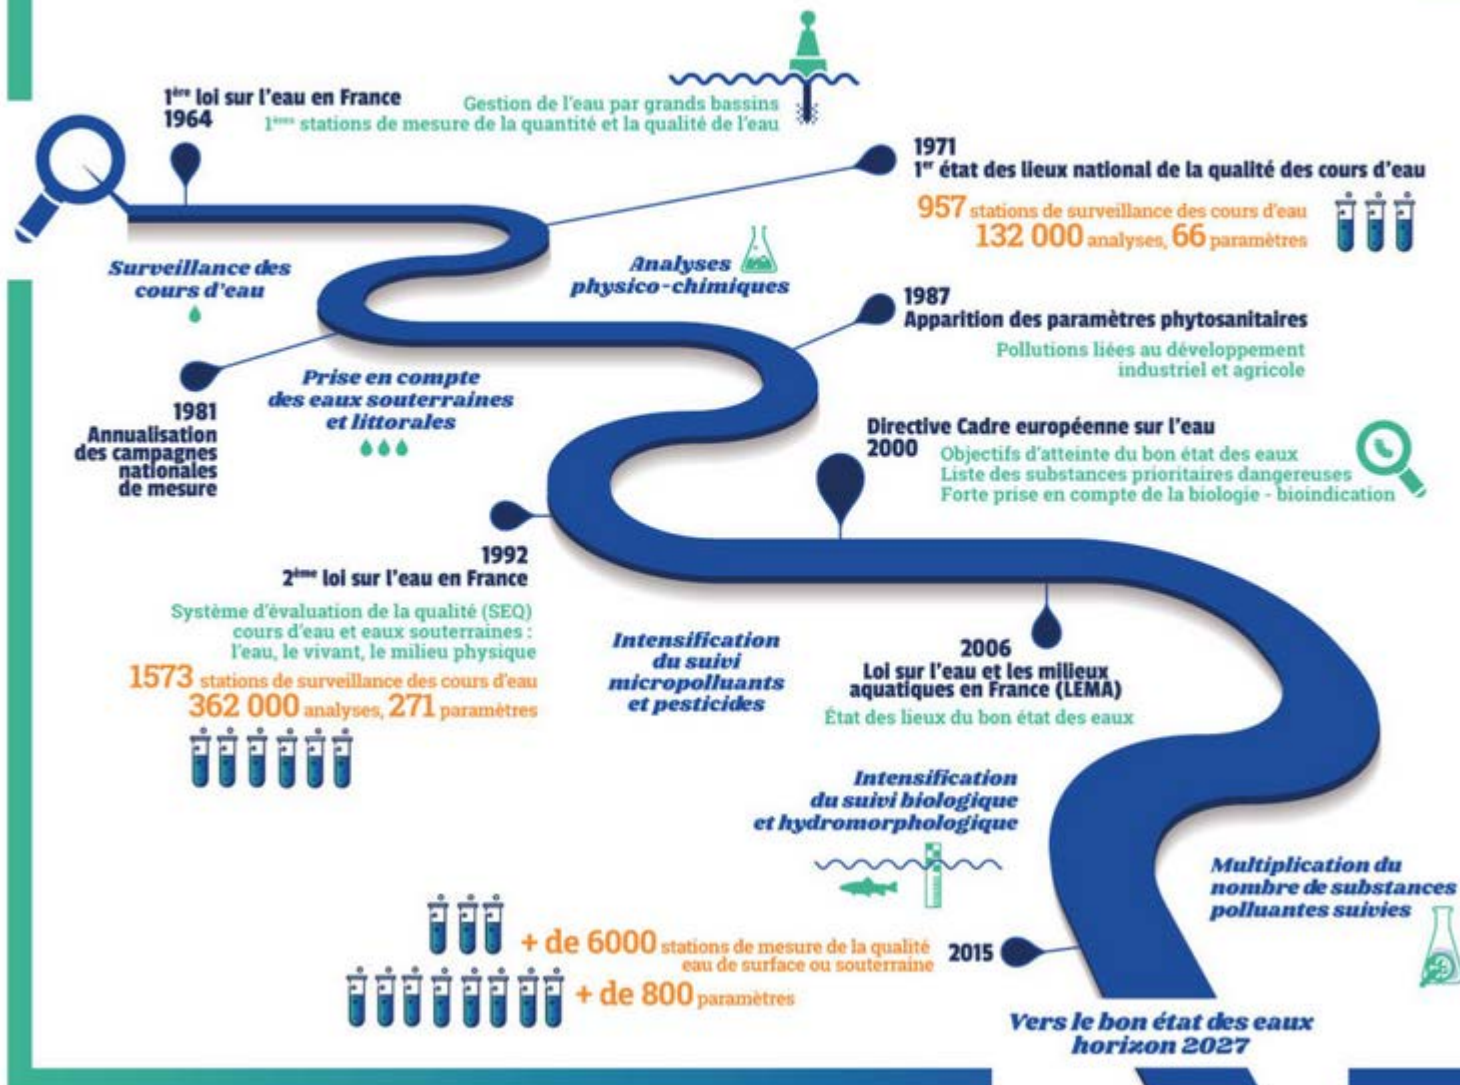 1ère loi sur l'eau en France
1964
Gestion de l'eau par grands bassins
1ères stations de mesure de la quantité et la qualité de l'eau
1971
1er état des lieux national de la qualité des cours d'eau
957 stations de surveillance des cours d'eau
132 000 analyses, 66 paramètres
Surveillance des
cours d'eau
Analyses
physico-chimiques
1987
Apparition des paramètres phytosanitaires
Pollutions liées au développement
industriel et agricole
1981
Annualisation
des campagnes
nationales
de mesure
Prise en compte
des eaux souterraines
et littorales
Directive Cadre européenne sur l'eau
2000
Objectifs d'atteinte du bon état des eaux
Liste des substances prioritaires dangereuses
Forte prise en compte de la biologie - bioindication
1992
2ème loi sur l'eau en France
Système d'évaluation de la qualité (SEQ)
cours d'eau et eaux souterraines :
l'eau, le vivant, le milieu physique
1573 stations de surveillance des cours d'eau
362 000 analyses, 271 paramètres
Intensification
du suivi
micropolluants
et pesticides
2006
Loi sur l'eau et les milieux
aquatiques en France (LEMA)
État des lieux du bon état des eaux
Intensification
du suivi biologique
et hydromorphologique
Multiplication du
nombre de substances
polluantes suivies
+ de 6000 stations de mesure de la qualité
eau de surface ou souterraine
2015
+ de 800 paramètres
Vers le bon état des eaux
horizon 2027